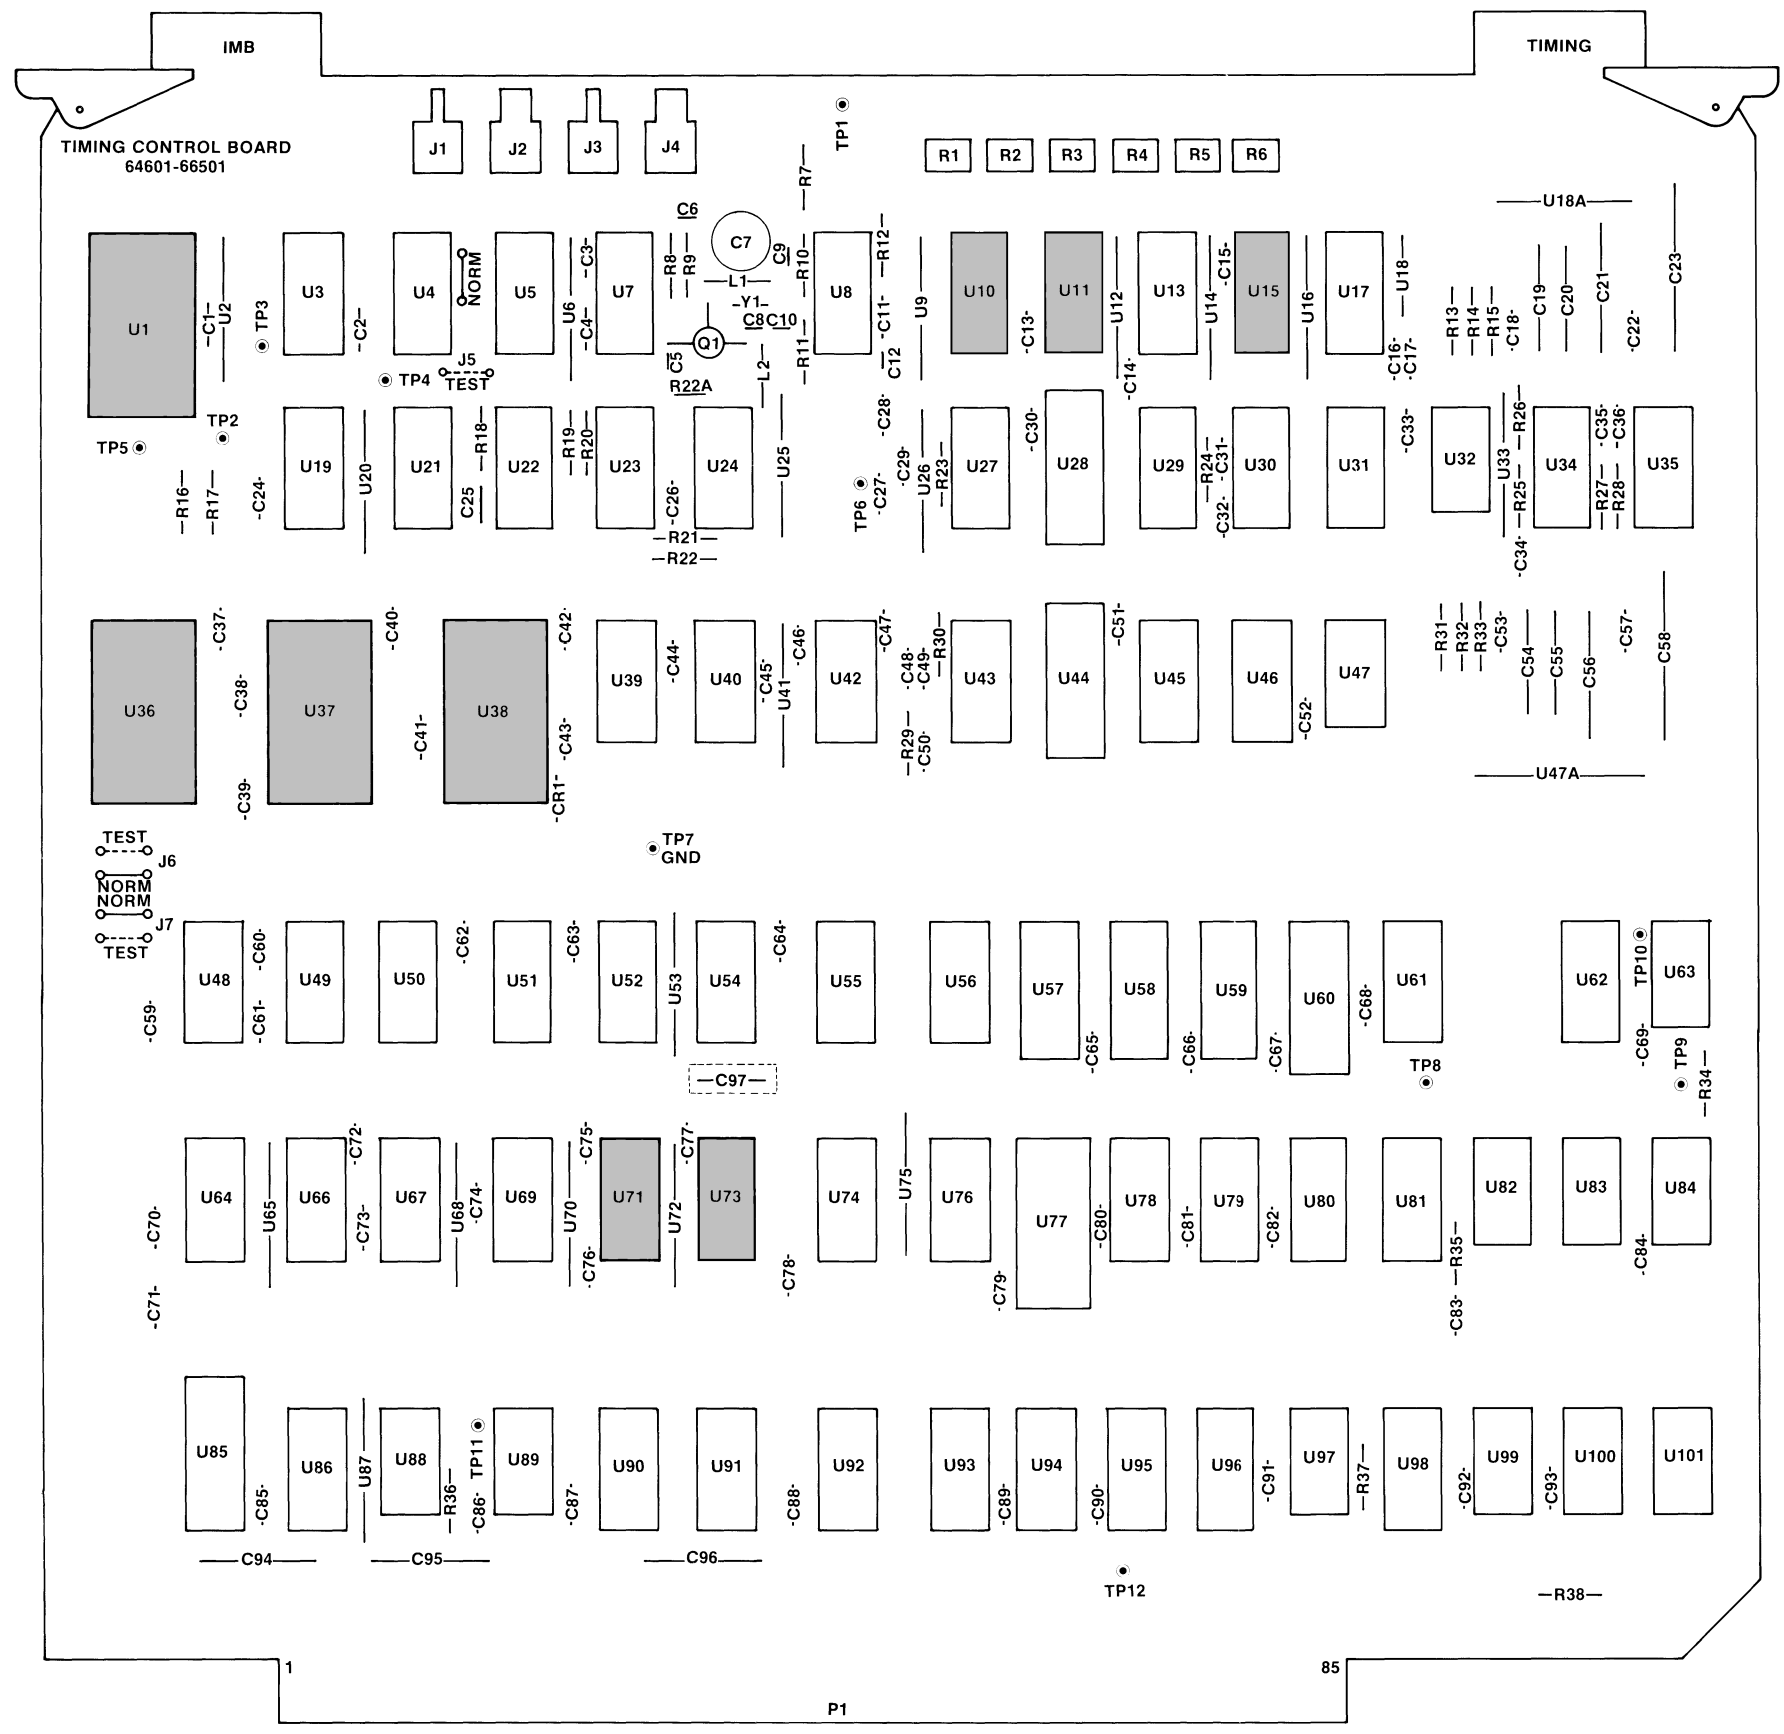 IMB
TIMING
TIMING CONTROL BOARD
64601-66501
J1
J2
J3
J4
TP1
R1
R2
R3
R4
R5
R6
R7
U18A
C6
C7
C9
R8
R9
R10
L1
Y1
C8
C10
Q1
C5
R11
L2
R22A
R12
C11
C12
U1
C1
U2
TP3
U3
C2
U4
NORM
J5
TEST
TP4
U5
U6
C3
C4
U7
U8
U9
U10
C13
U11
U12
C14
U13
U14
C15
U15
U16
U17
U18
C16
C17
R13
R14
R15
C18
C19
C20
C21
C22
C23
TP2
TP5
R16
R17
C24
U19
U20
U21
R18
C25
U22
R19
R20
U23
C26
U24
R21
R22
U25
TP6
C27
C28
C29
U26
R23
U27
C30
U28
U29
R24
C31
C32
U30
U31
C33
U32
U33
R25
R26
C34
U34
C35
C36
R27
R28
U35
U36
C37
C38
C39
U37
C40
C41
U38
C42
C43
CR1
U39
C44
U40
C45
U41
C46
U42
C47
C48
C49
R30
R29
C50
U43
U44
C51
U45
U46
C52
U47
R31
R32
R33
C53
C54
C55
C56
C57
C58
U47A
TEST
J6
NORM
NORM
J7
TEST
TP7
GND
C59
U48
C60
C61
U49
U50
C62
U51
C63
U52
U53
U54
C64
C97
U55
U56
U57
C65
U58
C66
U59
C67
U60
C68
U61
TP8
U62
TP10
C69
U63
TP9
R34
C70
C71
U64
U65
U66
C72
C73
U67
U68
C74
U69
U70
C75
C76
U71
U72
C77
U73
C78
U74
U75
U76
C79
U77
C80
U78
C81
U79
C82
U80
U81
R35
C83
U82
U83
C84
U84
U85
C85
U86
U87
U88
R36
TP11
C86
U89
C87
U90
U91
C88
U92
U93
C89
U94
C90
U95
U96
C91
U97
R37
U98
C92
U99
C93
U100
U101
C94
C95
C96
TP12
R38
1
85
P1